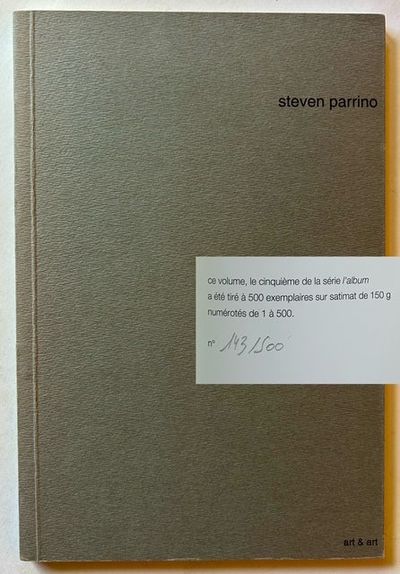 steven parrino
ce volume, le cinquième de la série l'album
a été tiré à 500 exemplaires sur satimat de 150 g
numérotés de 1 à 500.
n° 143/500
art & art